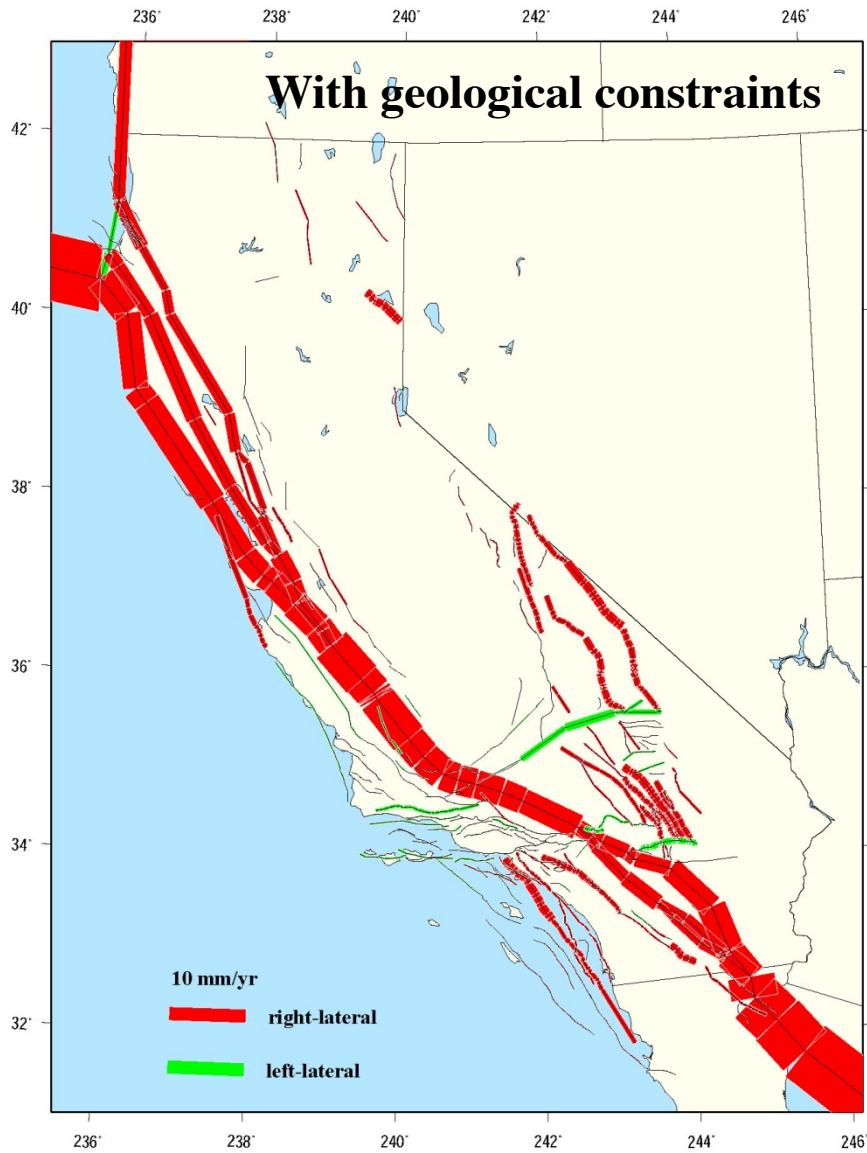 236° 238° 240° 242° 244° 246°
With geological constraints
42°
40°
38°
36°
34°
10 mm/yr
right-lateral
32°
left-lateral
236° 238° 240° 242° 244° 246°